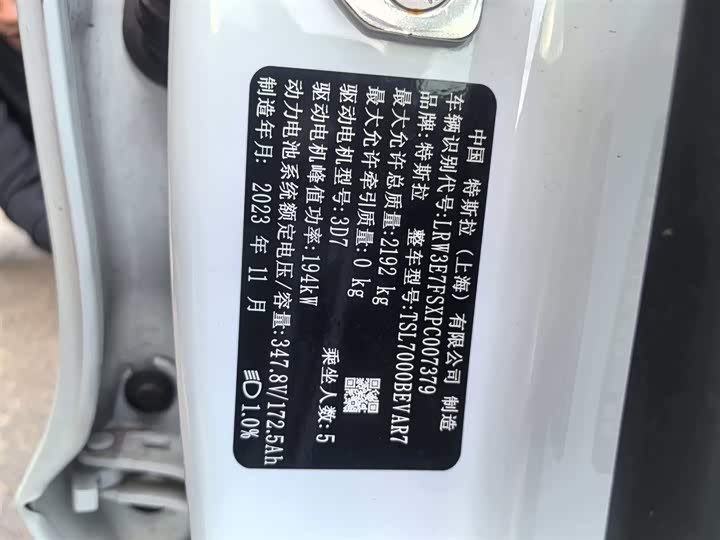 中国 特斯拉 (上海) 有限公司 制造
车辆识别代号:LRW3E7FSXPC007379
品牌:特斯拉 整车型号:TSL7000BEVAR7
最大允许总质量:2192 kg
最大允许牵引质量:0 kg
驱动电机型号:3D7 乘坐人数:5
驱动电机峰值功率:194kW
动力电池系统额定电压/容量:347.8V/172.5Ah
制造年月: 2023 年 11 月 1.0%